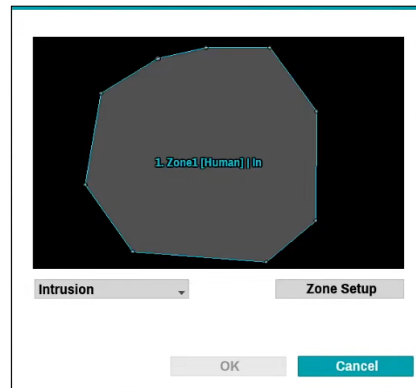 1. Zone1 [Human] | In
Intrusion
Zone Setup
OK
Cancel